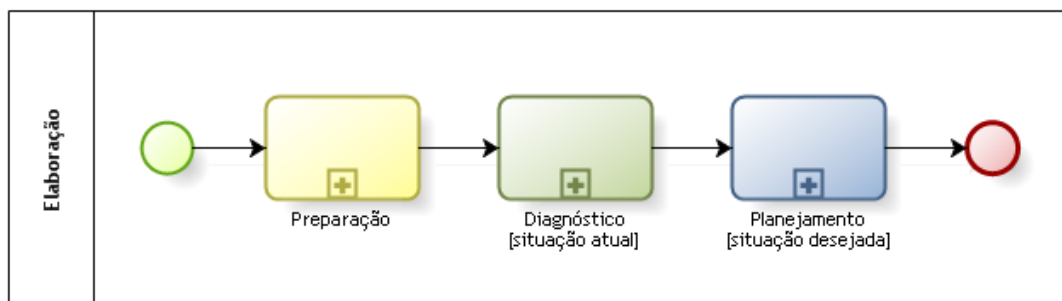 Elaboração
Preparação
Diagnóstico
[situação atual]
Planejamento
[situação desejada]